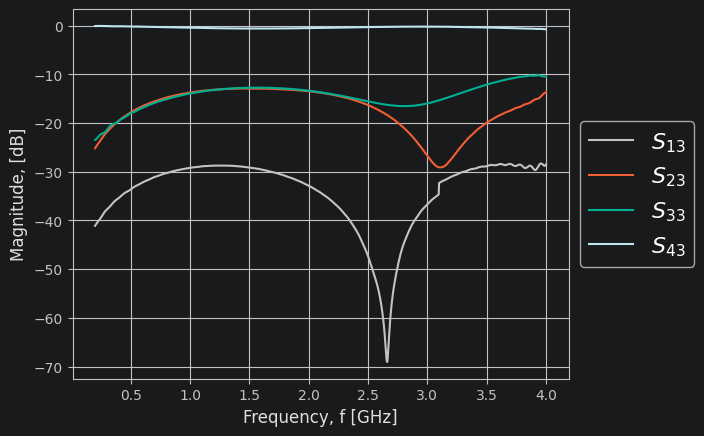 0
−10
−20
−30
−40
−50
−60
−70
Magnitude, [dB]
0.5 1.0 1.5 2.0 2.5 3.0 3.5 4.0
Frequency, f [GHz]
S₁₃
S₂₃
S₃₃
S₄₃